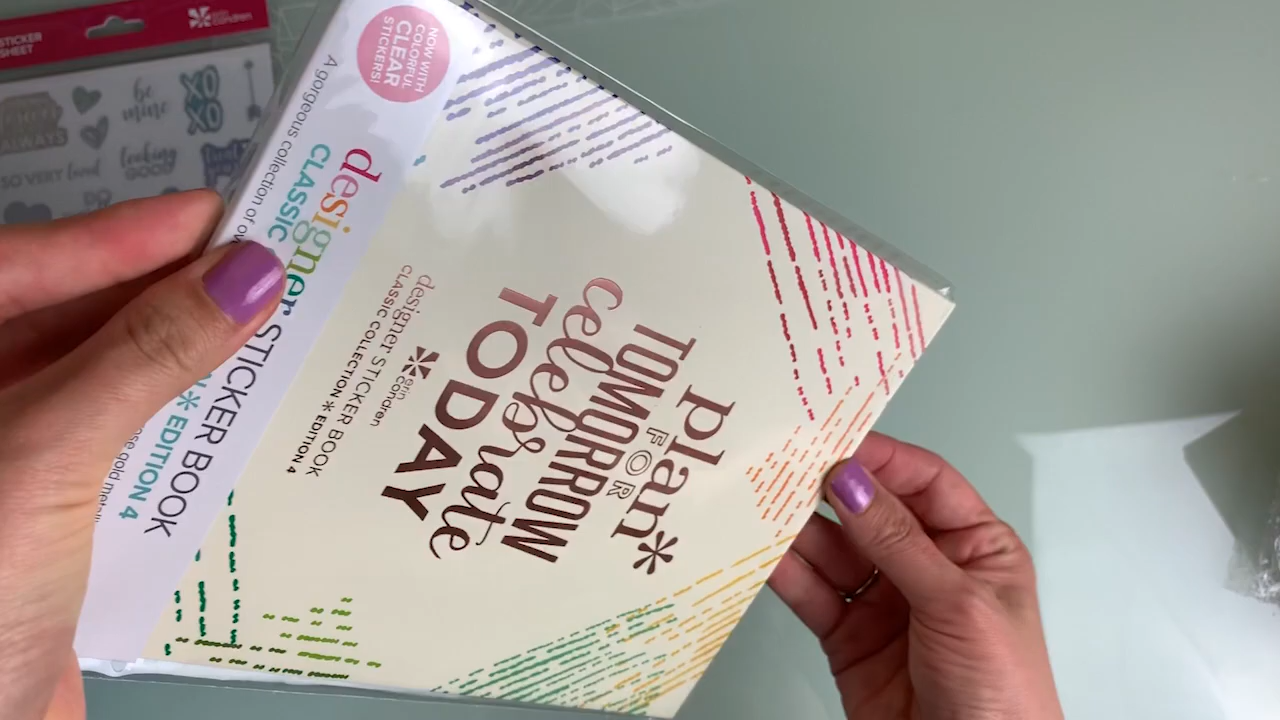 STICKER
SHEET
erin
condren
ALWAYS
be
mine
XO
XO
SO VERY loved
looking
GOOD
NOW WITH
COLORFUL
CLEAR
STICKERS!
A gorgeous collection of
designer STICKER BOOK
CLASSIC
EDITION 4
gold
plan*
FOR
TOMORROW
celebrate
TODAY
erin
condren
designer STICKER BOOK
CLASSIC COLLECTION * EDITION 4